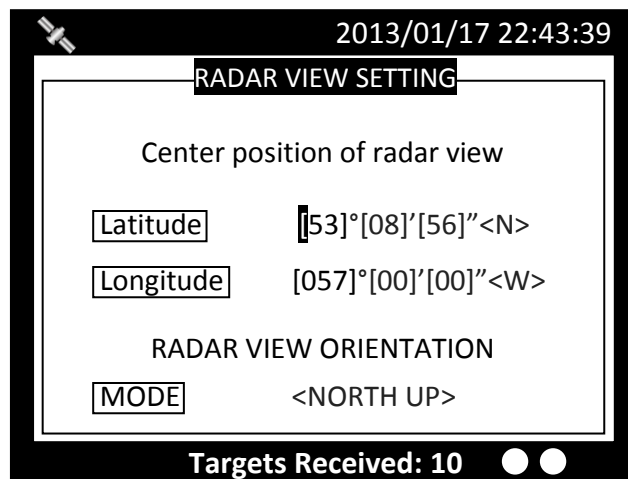 2013/01/17 22:43:39
RADAR VIEW SETTING
Center position of radar view
Latitude [53]°[08]’[56]”<N>
Longitude [057]°[00]’[00]”<W>
RADAR VIEW ORIENTATION
MODE <NORTH UP>
Targets Received: 10